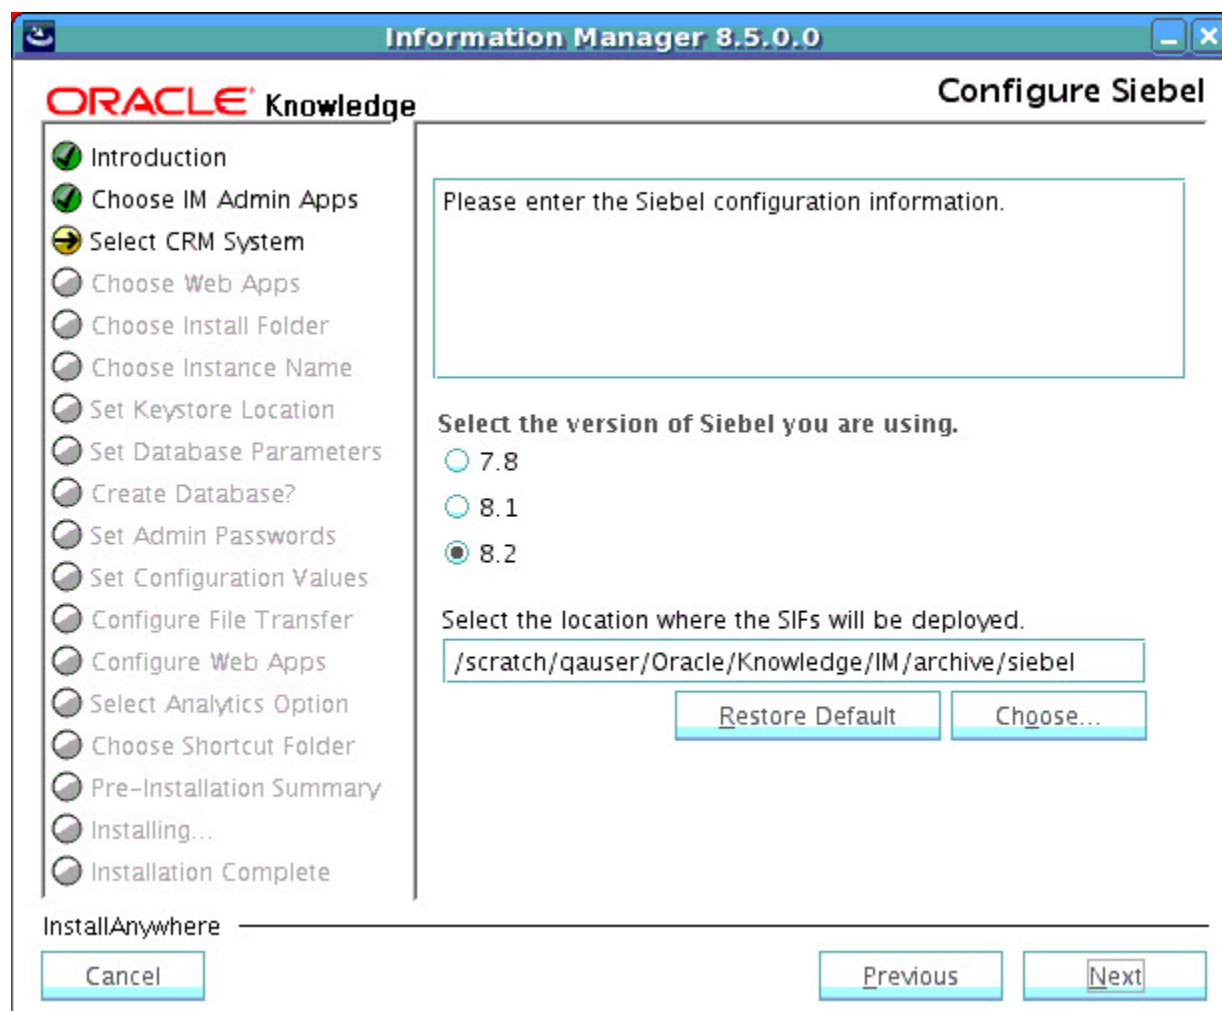 Information Manager 8.5.0.0
ORACLE Knowledge
Configure Siebel
Introduction
Choose IM Admin Apps
Select CRM System
Choose Web Apps
Choose Install Folder
Choose Instance Name
Set Keystore Location
Set Database Parameters
Create Database?
Set Admin Passwords
Set Configuration Values
Configure File Transfer
Configure Web Apps
Select Analytics Option
Choose Shortcut Folder
Pre-Installation Summary
Installing...
Installation Complete
Please enter the Siebel configuration information.
Select the version of Siebel you are using.
7.8
8.1
8.2
Select the location where the SIFs will be deployed.
/scratch/qauser/Oracle/Knowledge/IM/archive/siebel
Restore Default
Choose...
InstallAnywhere
Cancel
Previous
Next